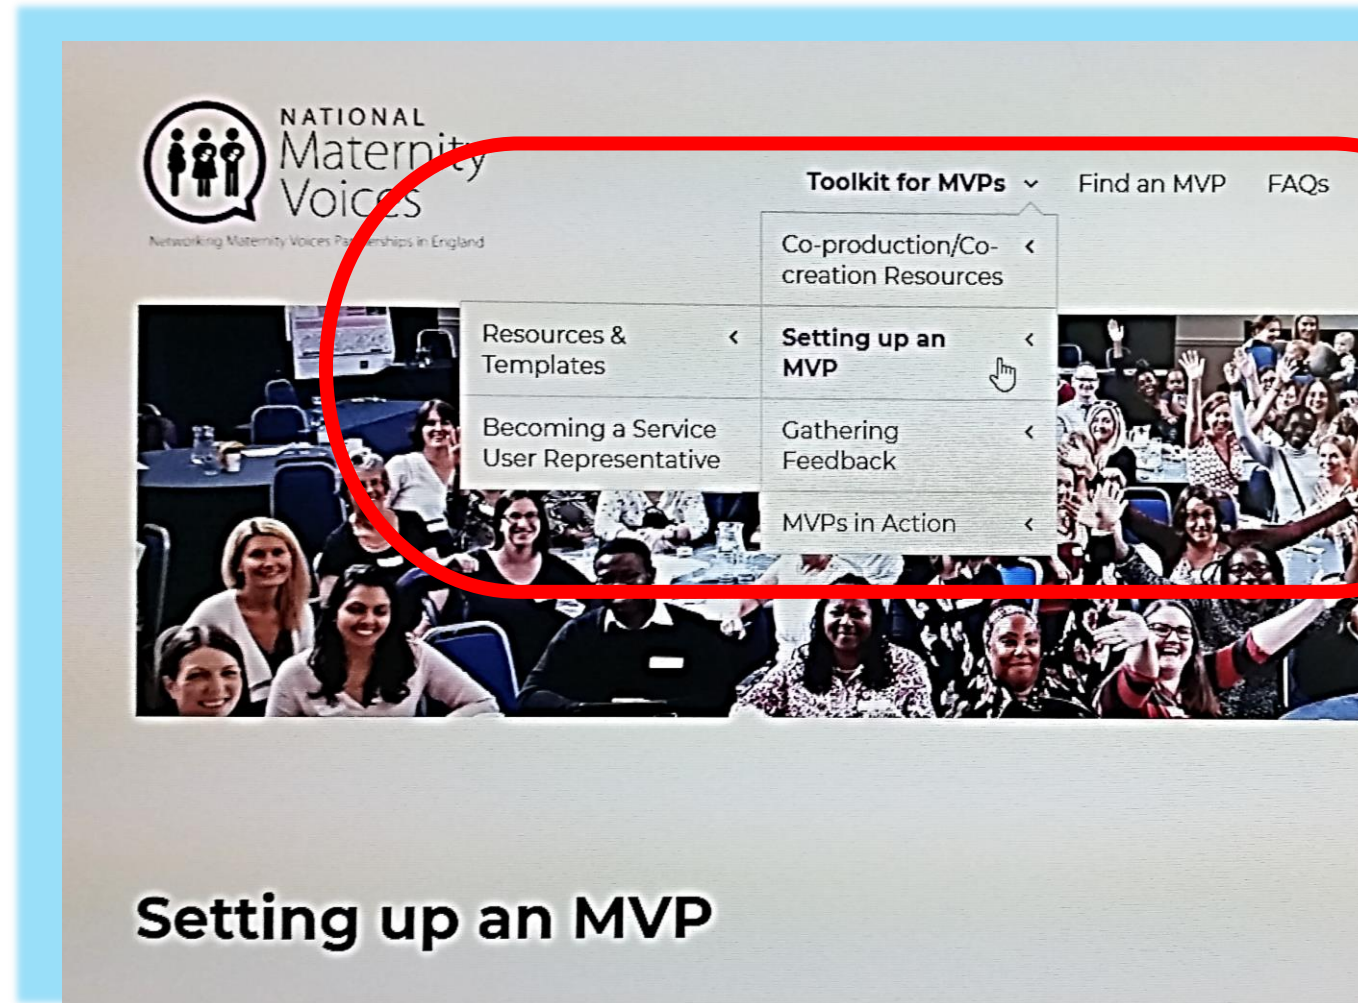 NATIONAL
Maternity
Voices
Networking Maternity Voices Partnerships in England
Toolkit for MVPs
Find an MVP
FAQs
Co-production/Co-
creation Resources
Setting up an
MVP
Resources &
Templates
Becoming a Service
User Representative
Gathering
Feedback
MVPs in Action
Setting up an MVP